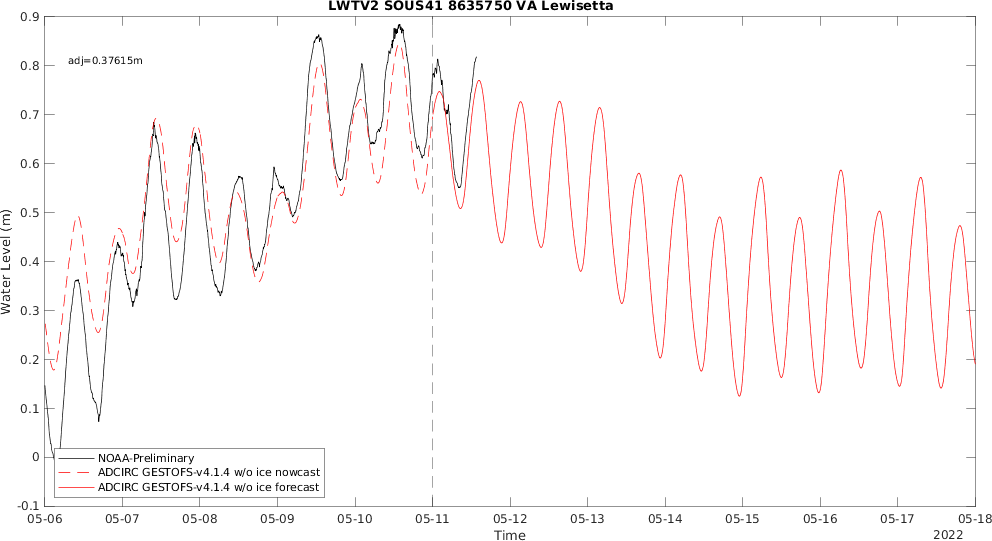 LWTV2 SOUS41 8635750 VA Lewisetta
adj=0.37615m
Water Level (m)
0.9
0.8
0.7
0.6
0.5
0.4
0.3
0.2
0.1
0
-0.1
NOAA-Preliminary
ADCIRC GESTOFS-v4.1.4 w/o ice nowcast
ADCIRC GESTOFS-v4.1.4 w/o ice forecast
05-06 05-07 05-08 05-09 05-10 05-11 05-12 05-13 05-14 05-15 05-16 05-17 05-18
Time
2022